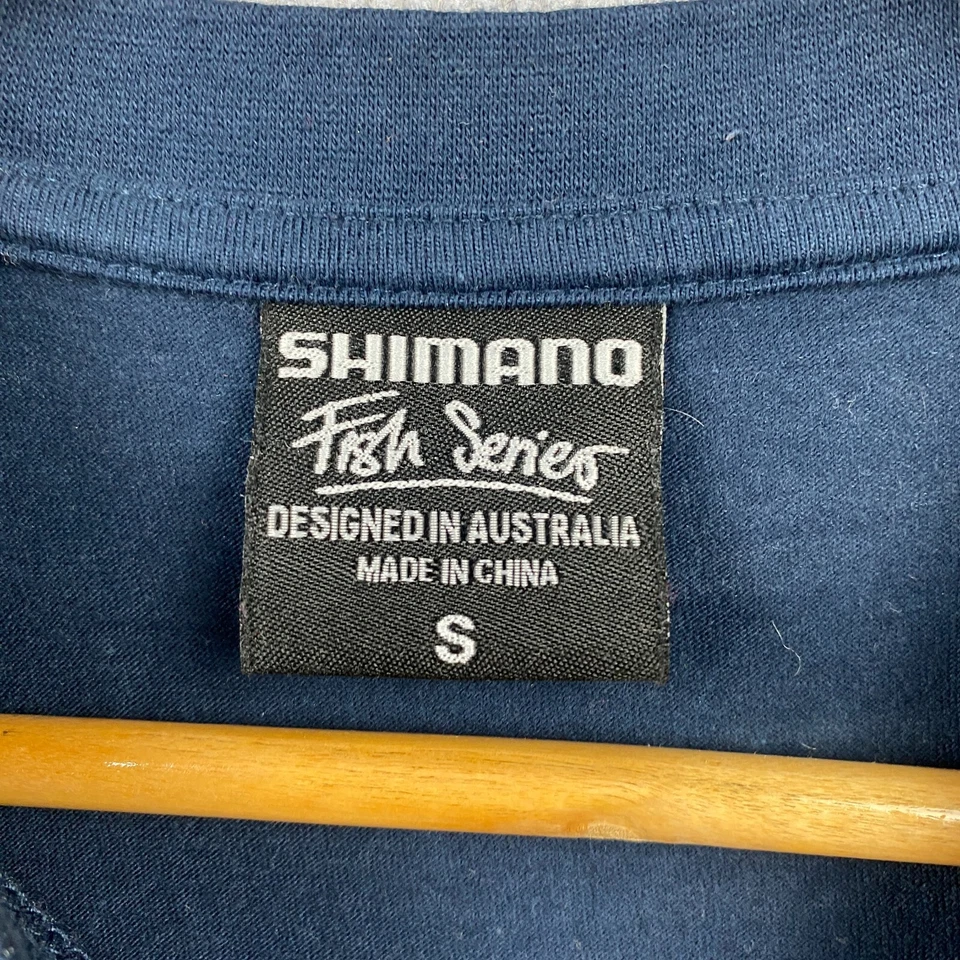 SHIMANO
Fish Series
DESIGNED IN AUSTRALIA
MADE IN CHINA
S